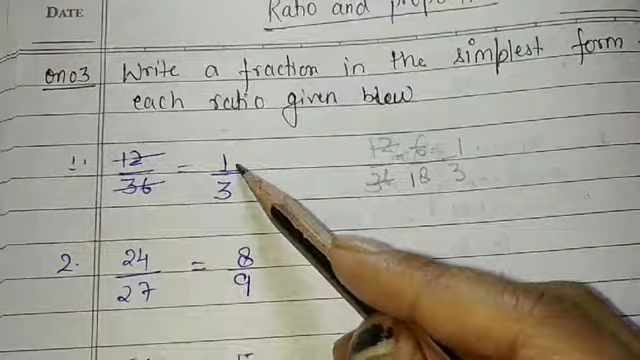 DATE
Ratio and
QNO3 Write a fraction in the simplest form
each ratio given blew
1. 12/36 = 1/3
12/36 = 6/18 = 1/3
2. 24/27 = 8/9